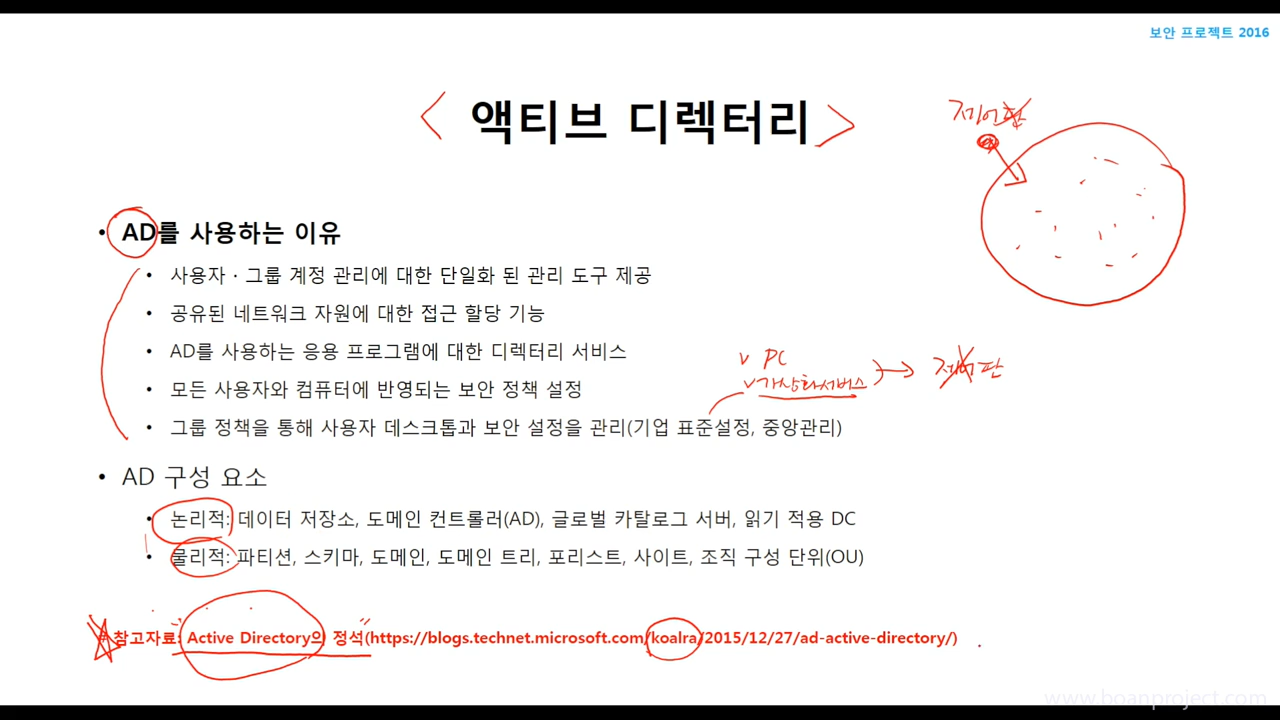 보안 프로젝트 2016
< 액티브 디렉터리 >
제어판
• AD를 사용하는 이유
• 사용자 · 그룹 계정 관리에 대한 단일화 된 관리 도구 제공
• 공유된 네트워크 자원에 대한 접근 할당 기능
• AD를 사용하는 응용 프로그램에 대한 디렉터리 서비스
v PC
• 모든 사용자와 컴퓨터에 반영되는 보안 정책 설정
v 가상화서비스 → 제어판
• 그룹 정책을 통해 사용자 데스크톱과 보안 설정을 관리(기업 표준설정, 중앙관리)
• AD 구성 요소
• 논리적: 데이터 저장소, 도메인 컨트롤러(AD), 글로벌 카탈로그 서버, 읽기 적용 DC
• 물리적: 파티션, 스키마, 도메인, 도메인 트리, 포리스트, 사이트, 조직 구성 단위(OU)
# 참고자료: Active Directory의 정석(https://blogs.technet.microsoft.com/koalra/2015/12/27/ad-active-directory/)
www.boanproject.com